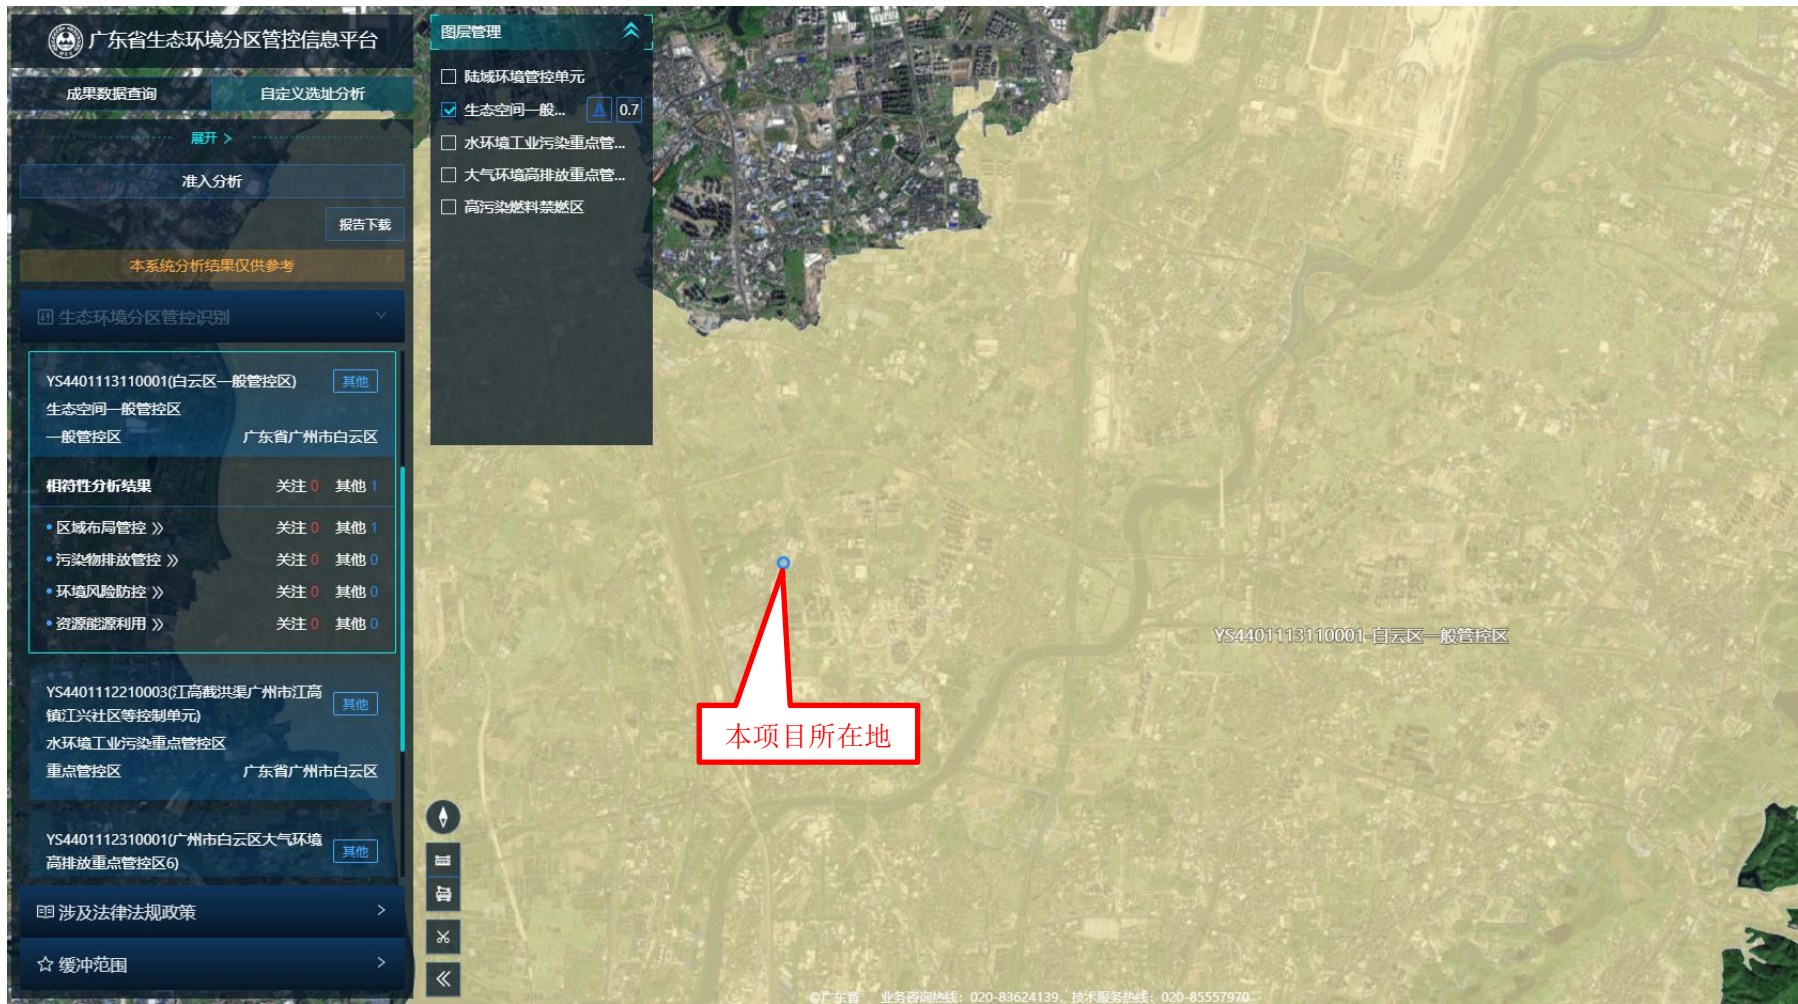 广东省生态环境分区管控信息平台
成果数据查询
自定义选址分析
展开 >
准入分析
报告下载
本系统分析结果仅供参考
生态环境分区管控识别
YS4401113110001(白云区一般管控区)
其他
生态空间一般管控区
一般管控区 广东省广州市白云区
相符性分析结果 关注 0 其他 1
区域布局管控 》 关注 0 其他 1
污染物排放管控 》 关注 0 其他 0
环境风险防控 》 关注 0 其他 0
资源能源利用 》 关注 0 其他 0
YS4401112210003(江高截洪渠广州市江高
镇江兴社区等控制单元)
其他
水环境工业污染重点管控区
重点管控区 广东省广州市白云区
YS4401112310001(广州市白云区大气环境
高排放重点管控区6)
其他
涉及法律法规政策 >
缓冲范围 >
图层管理
陆域环境管控单元
生态空间一般... A 0.7
水环境工业污染重点管...
大气环境高排放重点管...
高污染燃料禁燃区
YS4401113110001-白云区一般管控区
本项目所在地
©广东省 业务咨询热线：020-83624139，技术服务热线：020-85557970